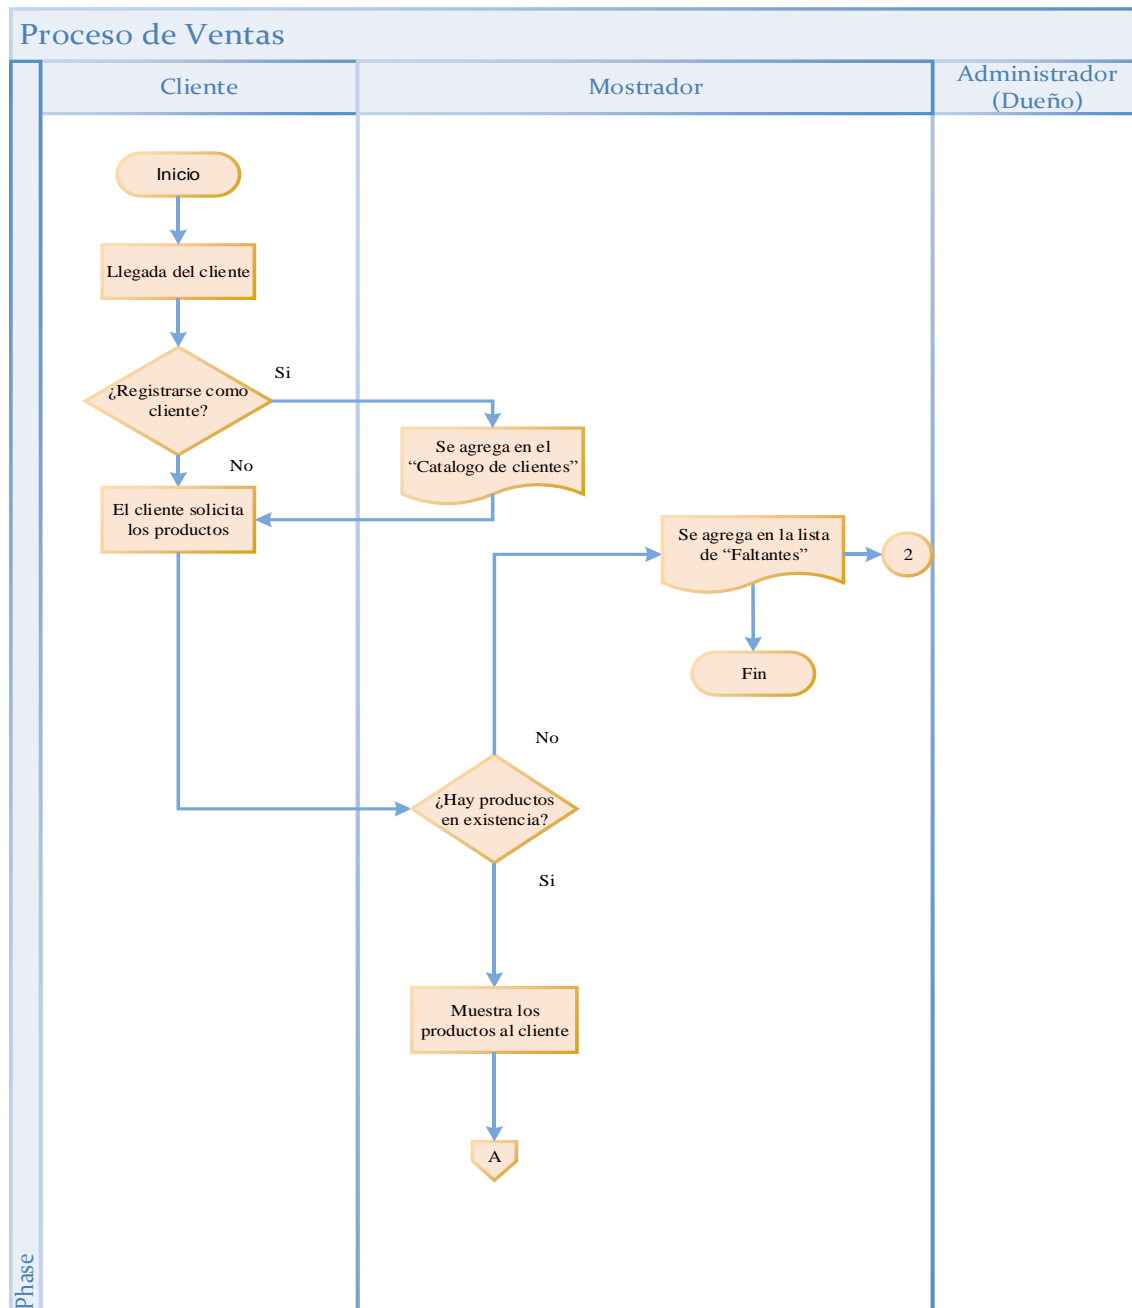 Proceso de Ventas
Cliente
Mostrador
Administrador
(Dueño)
Inicio
Llegada del cliente
¿Registrarse como
cliente?
Si
No
Se agrega en el
“Catalogo de clientes”
El cliente solicita
los productos
Se agrega en la lista
de “Faltantes”
2
Fin
No
¿Hay productos
en existencia?
Si
Muestra los
productos al cliente
A
Phase